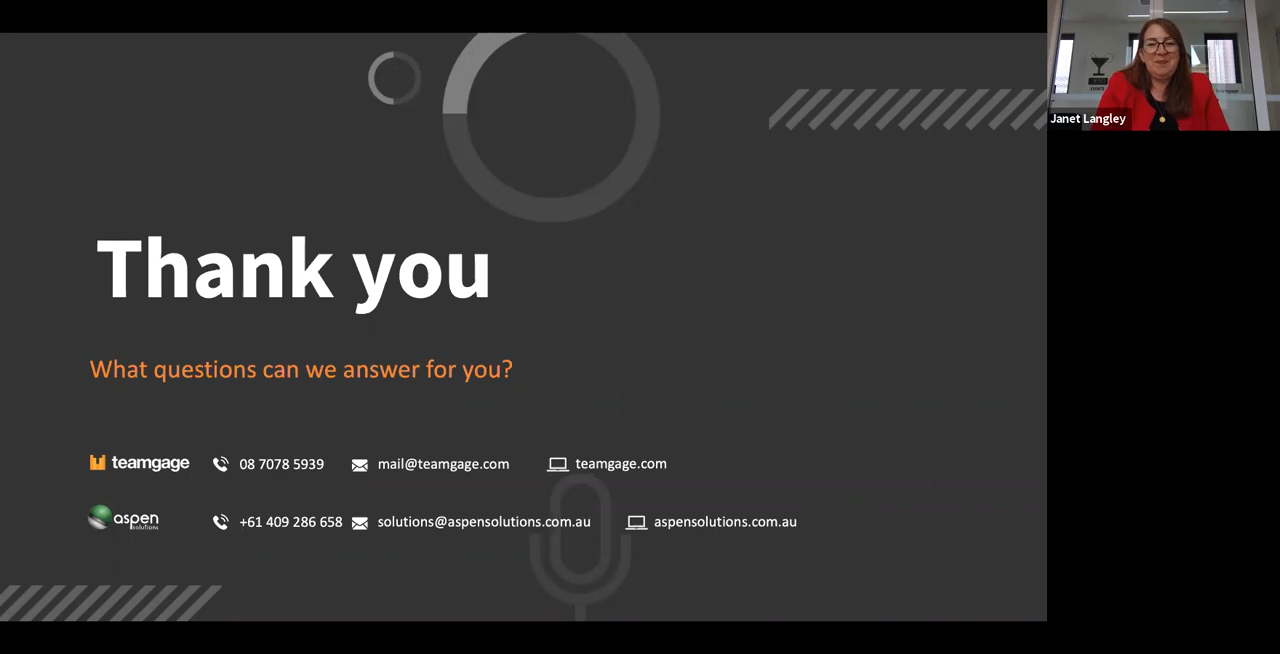 Thank you
What questions can we answer for you?
teamgage 08 7078 5939 mail@teamgage.com teamgage.com
aspen solutions +61 409 286 658 solutions@aspensolutions.com.au aspensolutions.com.au
Janet Langley